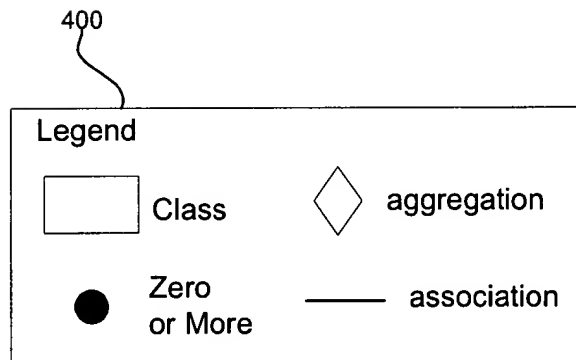 400
Legend
Class
aggregation
Zero
or More
association